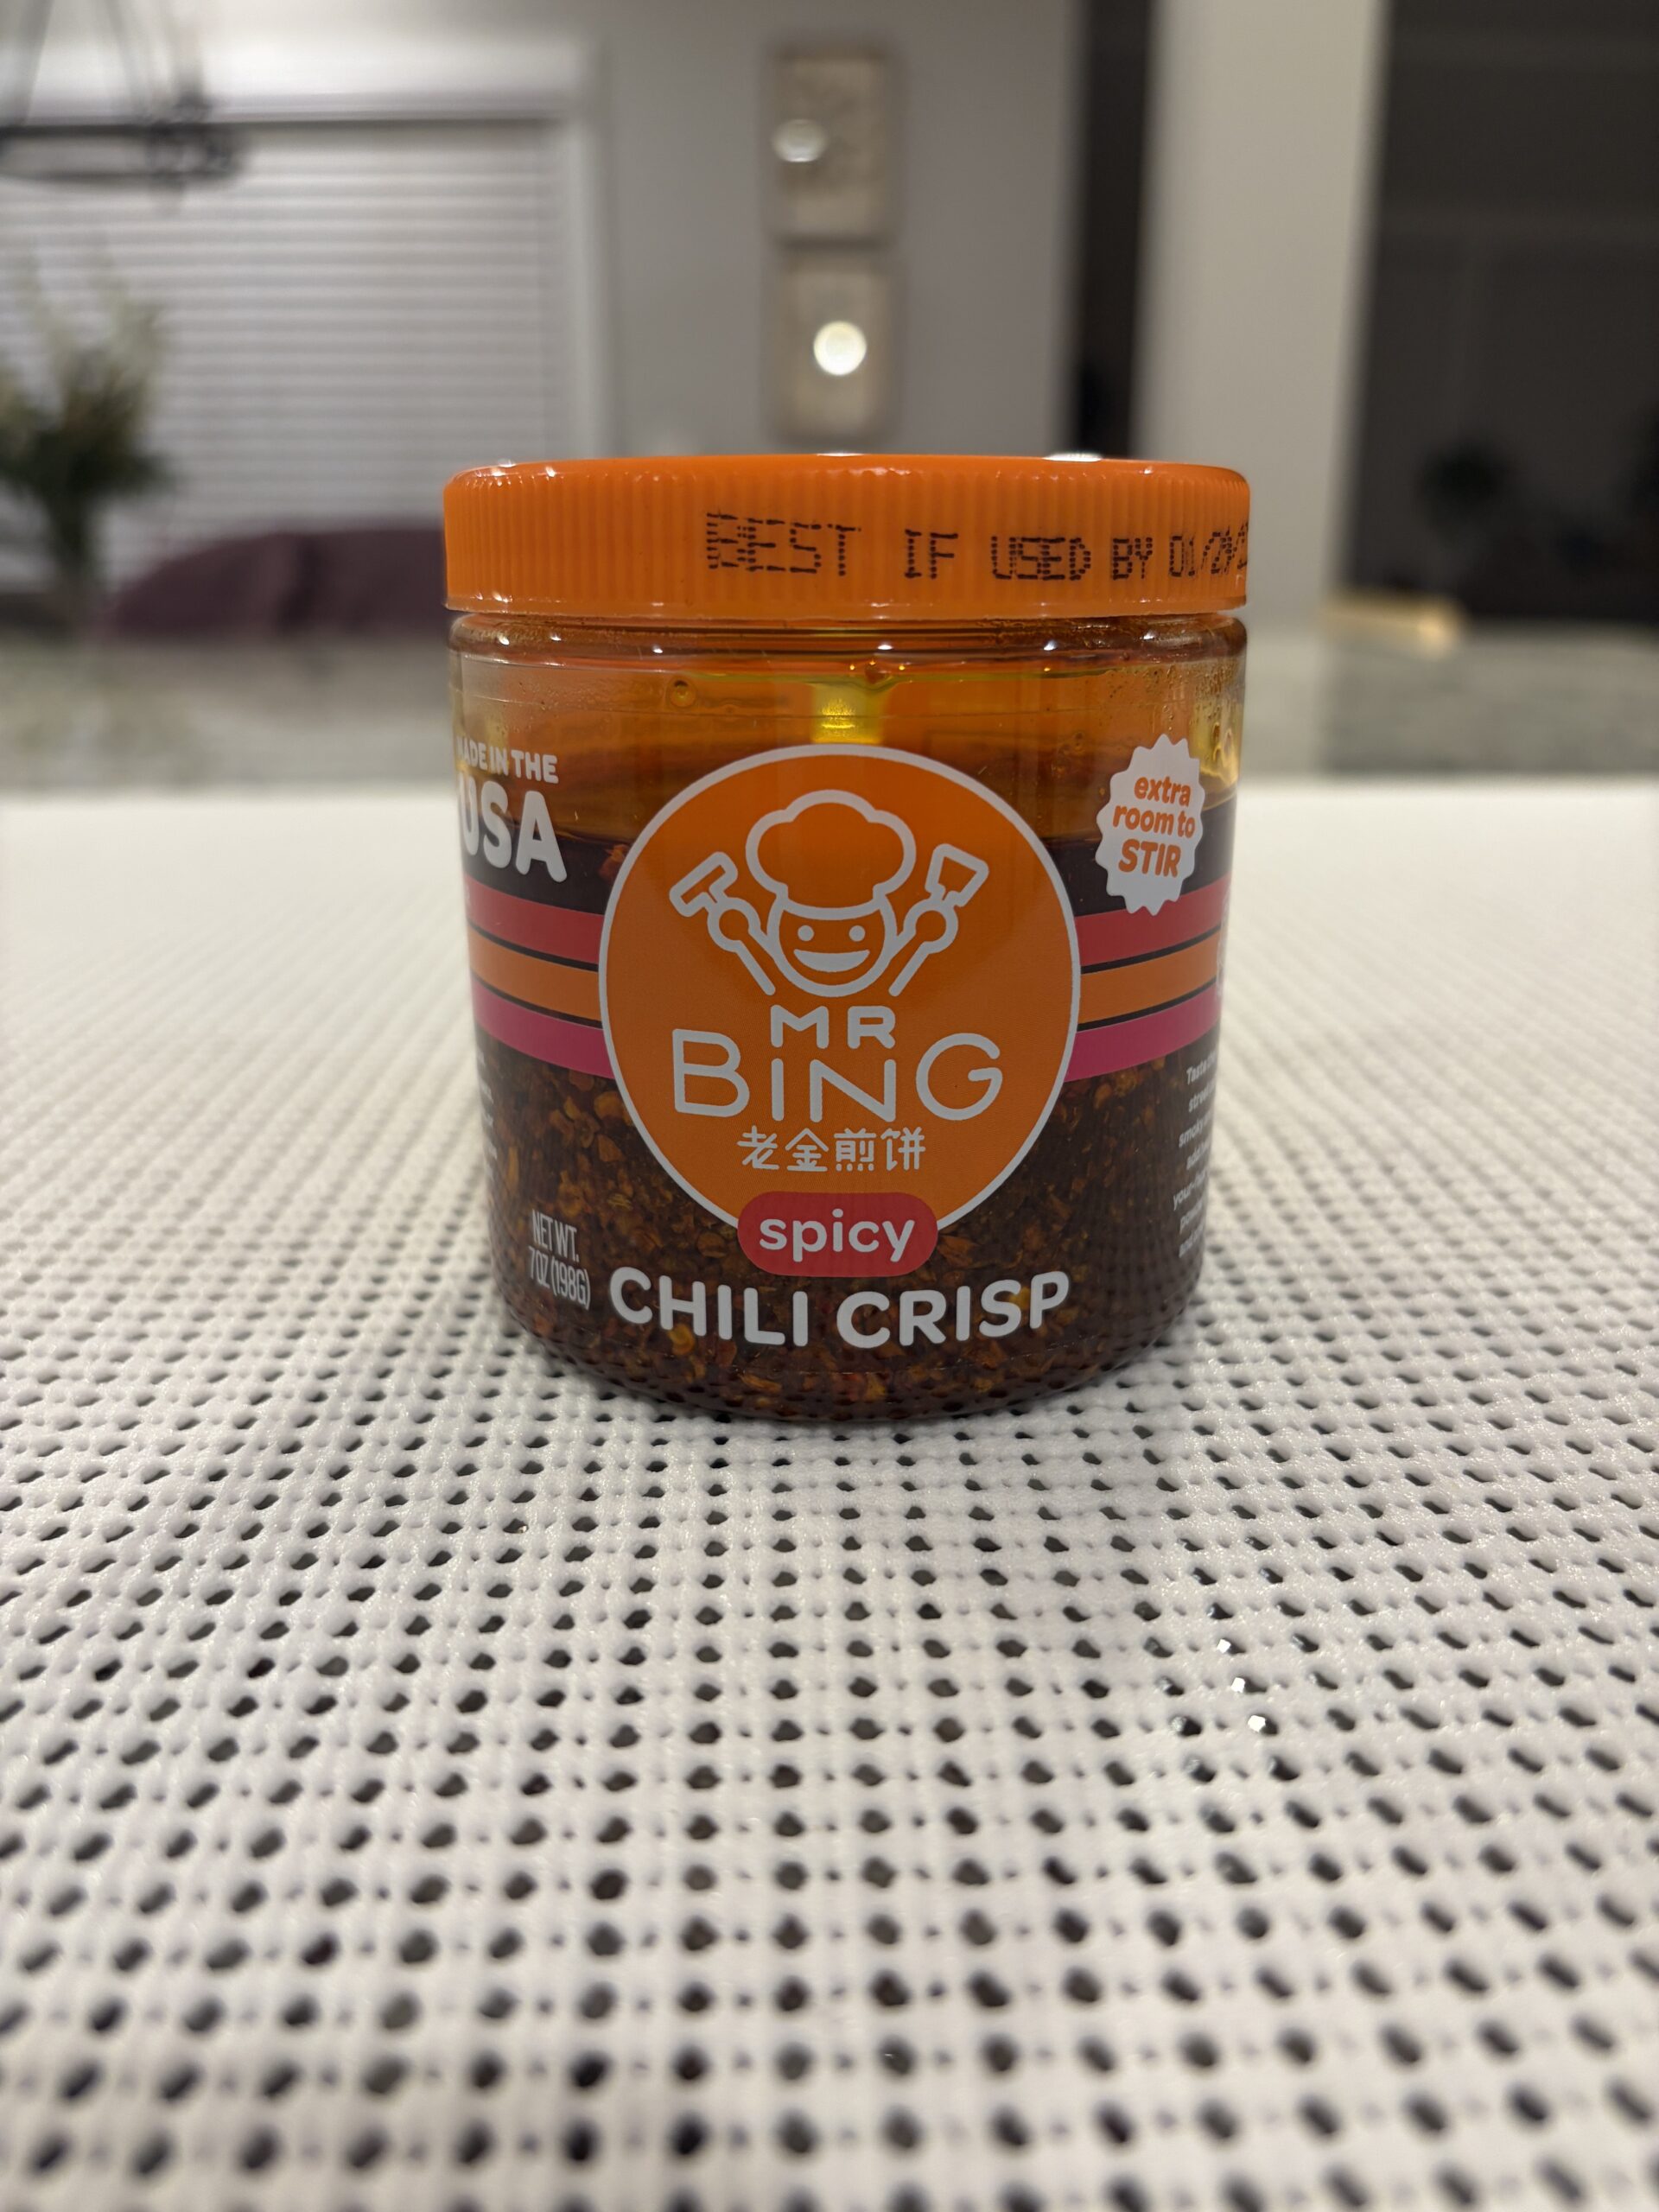 BEST IF USED BY
MADE IN THE
USA
extra
room to
STIR
MR
BING
老金煎饼
spicy
CHILI CRISP
NET WT.
7OZ (198G)